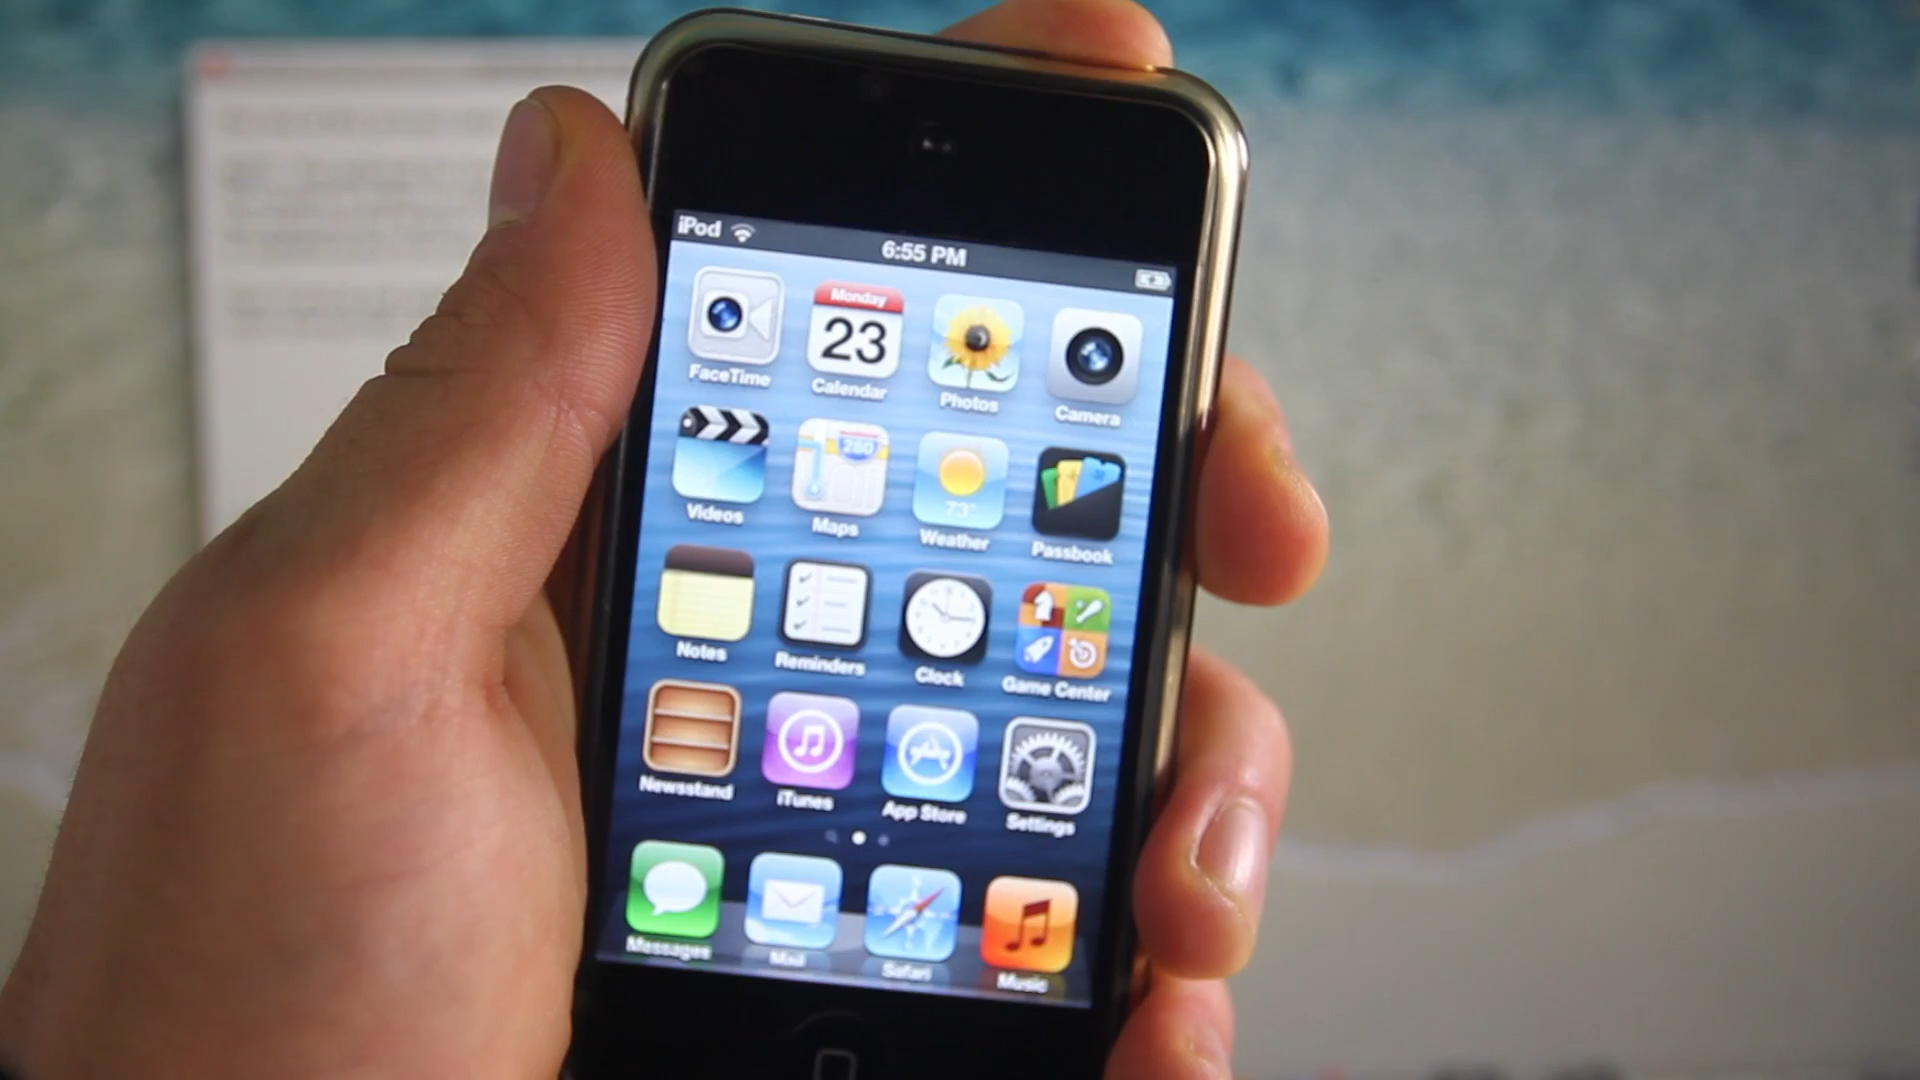 iPod 6:55 PM
Monday
23
FaceTime Calendar Photos Camera
280
73°
Videos Maps Weather Passbook
Notes Reminders Clock Game Center
Newsstand iTunes App Store Settings
Messages Mail Safari Music